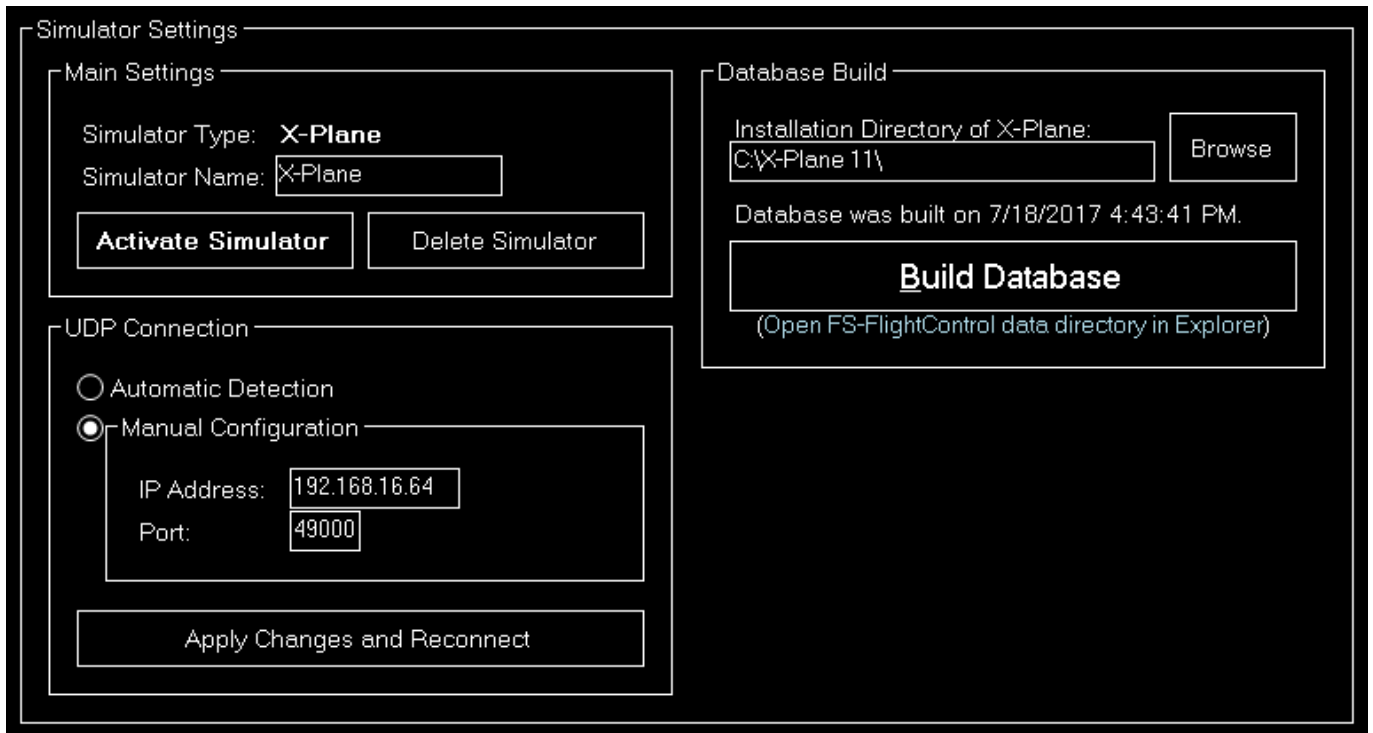 Simulator Settings
Main Settings
Simulator Type: X-Plane
Simulator Name: X-Plane
Activate Simulator
Delete Simulator
UDP Connection
Automatic Detection
Manual Configuration
IP Address: 192.168.16.64
Port: 49000
Apply Changes and Reconnect
Database Build
Installation Directory of X-Plane:
C:\X-Plane 11\
Browse
Database was built on 7/18/2017 4:43:41 PM.
Build Database
(Open FS-FlightControl data directory in Explorer)